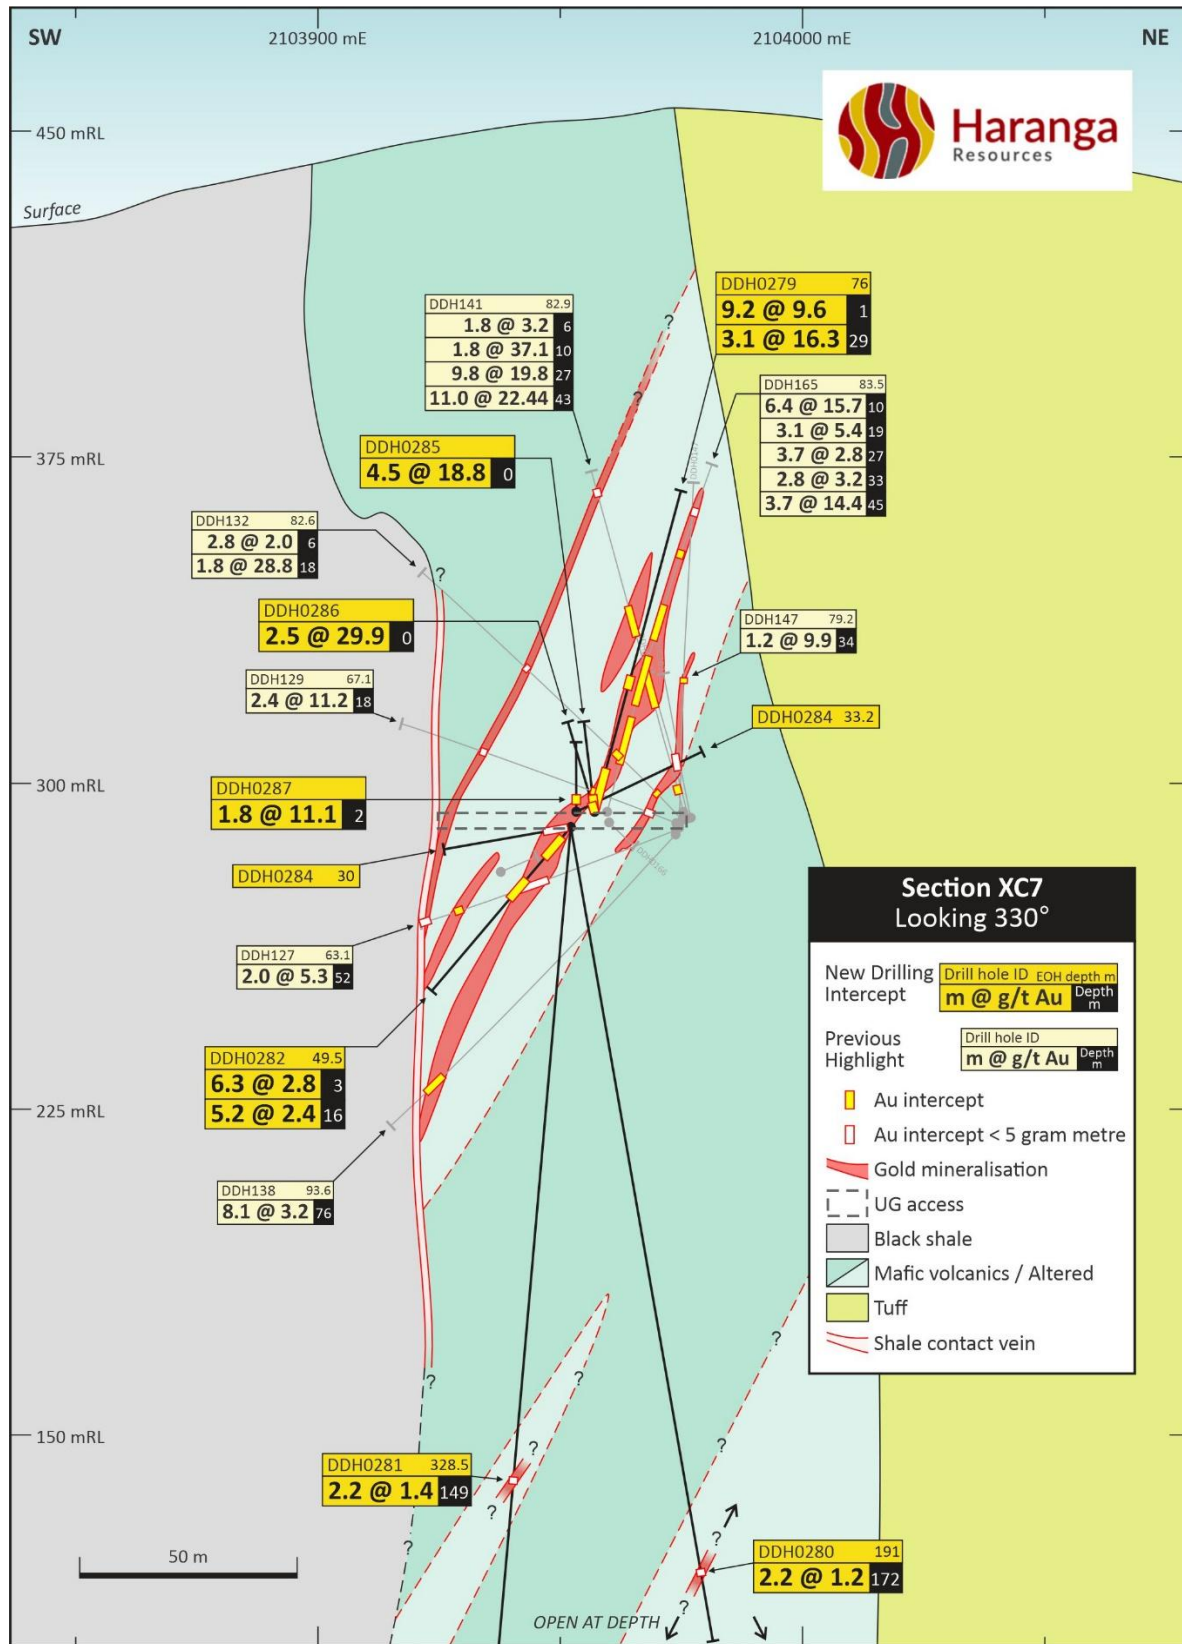 SW
2103900 mE
2104000 mE
NE
Haranga
Resources
450 mRL
Surface
DDH0279 76
9.2 @ 9.6 1
3.1 @ 16.3 29
DDH141 82.9
1.8 @ 3.2 6
1.8 @ 37.1 10
9.8 @ 19.8 27
11.0 @ 22.44 43
?
?
DDH165 83.5
6.4 @ 15.7 10
3.1 @ 5.4 19
3.7 @ 2.8 27
2.8 @ 3.2 33
3.7 @ 14.4 45
DDH0285
4.5 @ 18.8 0
375 mRL
DDH132 82.6
2.8 @ 2.0 6
1.8 @ 28.8 18
?
DDH0286
2.5 @ 29.9 0
DDH147 79.2
1.2 @ 9.9 34
DDH129 67.1
2.4 @ 11.2 18
DDH0284 33.2
300 mRL
DDH0287
1.8 @ 11.1 2
DDH0166
DDH0284 30
DDH127 63.1
2.0 @ 5.3 52
DDH0282 49.5
6.3 @ 2.8 3
5.2 @ 2.4 16
225 mRL
DDH138 93.6
8.1 @ 3.2 76
Section XC7
Looking 330°
New Drilling
Intercept
Drill hole ID EOH depth m
m @ g/t Au Depth m
Previous
Highlight
Drill hole ID
m @ g/t Au Depth m
Au intercept
Au intercept < 5 gram metre
Gold mineralisation
UG access
Black shale
Mafic volcanics / Altered
Tuff
Shale contact vein
?
?
?
?
150 mRL
?
?
DDH0281 328.5
2.2 @ 1.4 149
?
?
?
?
DDH0280 191
2.2 @ 1.2 172
?
50 m
OPEN AT DEPTH